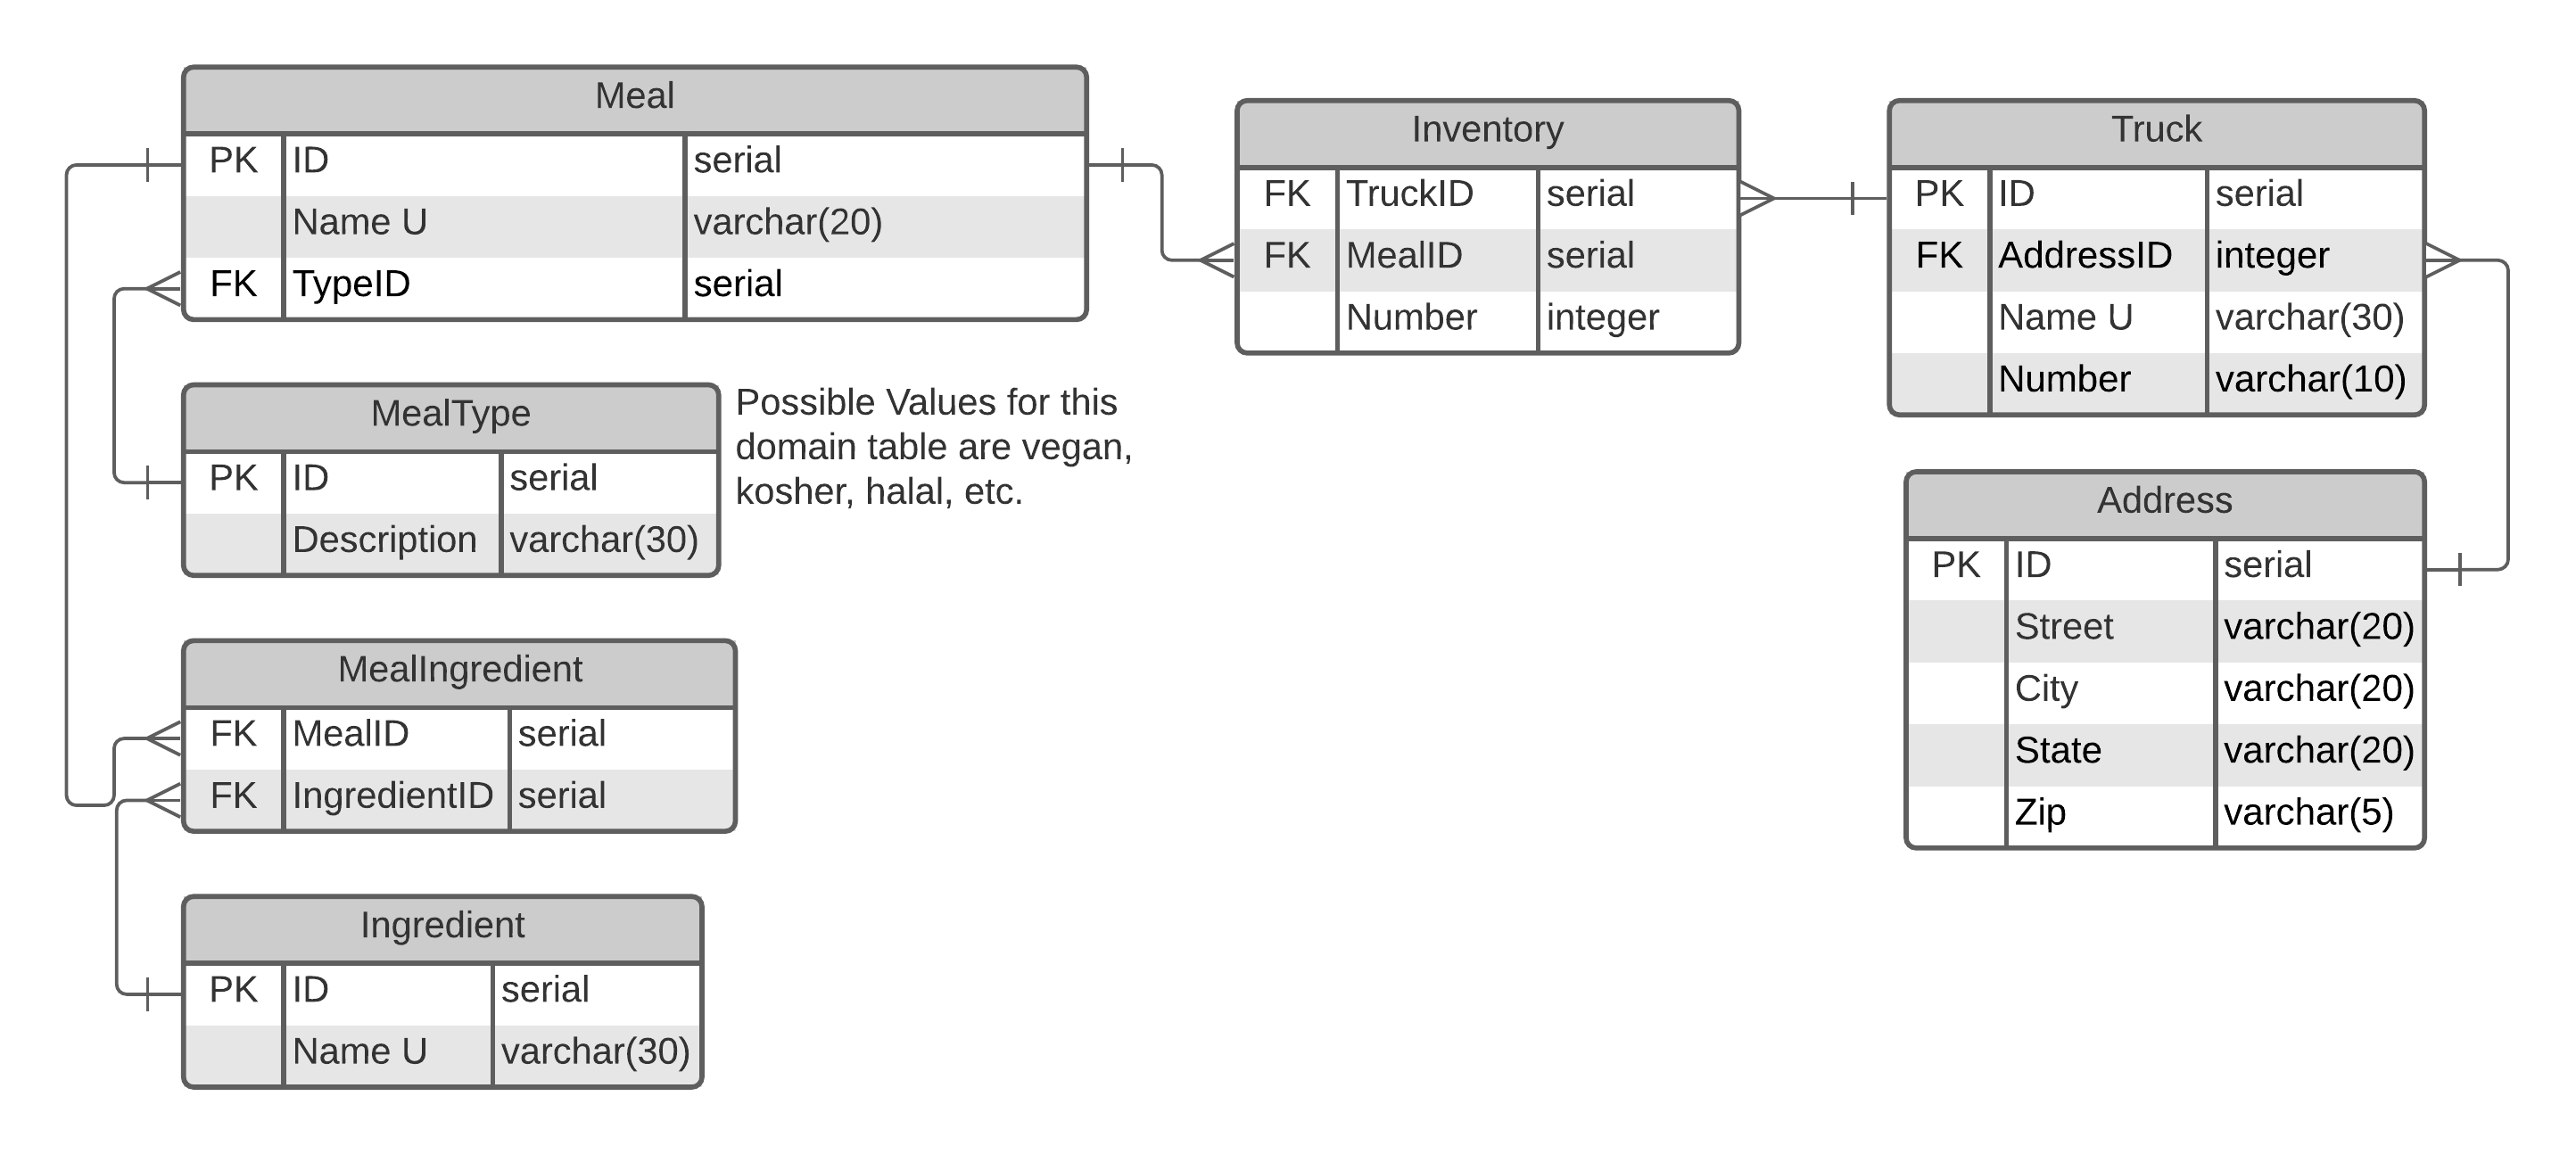 Meal
PK ID serial
Name U varchar(20)
FK TypeID serial
MealType
PK ID serial
Description varchar(30)
Possible Values for this
domain table are vegan,
kosher, halal, etc.
MealIngredient
FK MealID serial
FK IngredientID serial
Ingredient
PK ID serial
Name U varchar(30)
Inventory
FK TruckID serial
FK MealID serial
Number integer
Truck
PK ID serial
FK AddressID integer
Name U varchar(30)
Number varchar(10)
Address
PK ID serial
Street varchar(20)
City varchar(20)
State varchar(20)
Zip varchar(5)